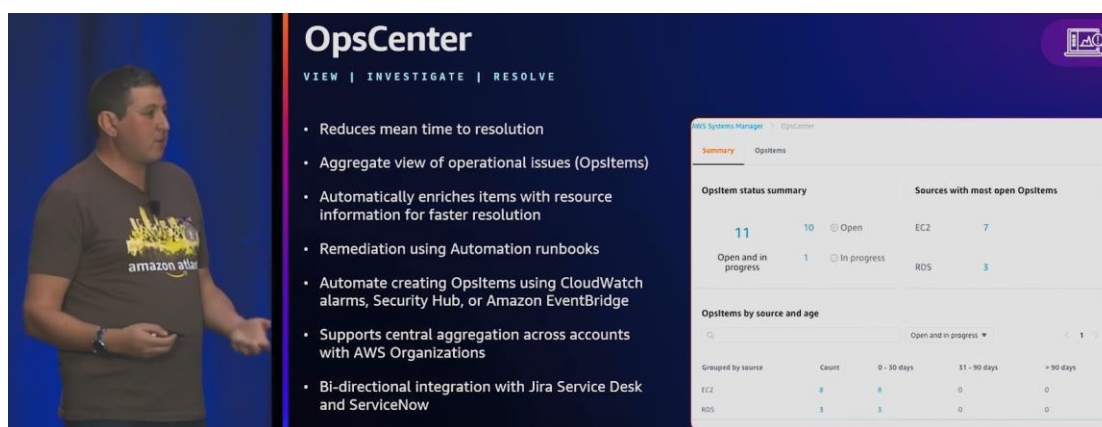 OpsCenter
VIEW | INVESTIGATE | RESOLVE
• Reduces mean time to resolution
• Aggregate view of operational issues (OpsItems)
• Automatically enriches items with resource
information for faster resolution
• Remediation using Automation runbooks
• Automate creating OpsItems using CloudWatch
alarms, Security Hub, or Amazon EventBridge
• Supports central aggregation across accounts
with AWS Organizations
• Bi-directional integration with Jira Service Desk
and ServiceNow
amazon
AWS Systems Manager > OpsCenter
Summary OpsItems
OpsItem status summary
11
Open and in
progress
10 Open
1 In progress
Sources with most open OpsItems
EC2 7
RDS 3
OpsItems by source and age
Open and in progress
1
Grouped by source Count 0 - 30 days 31 - 90 days > 90 days
EC2 8 8 0 0
RDS 3 3 0 0